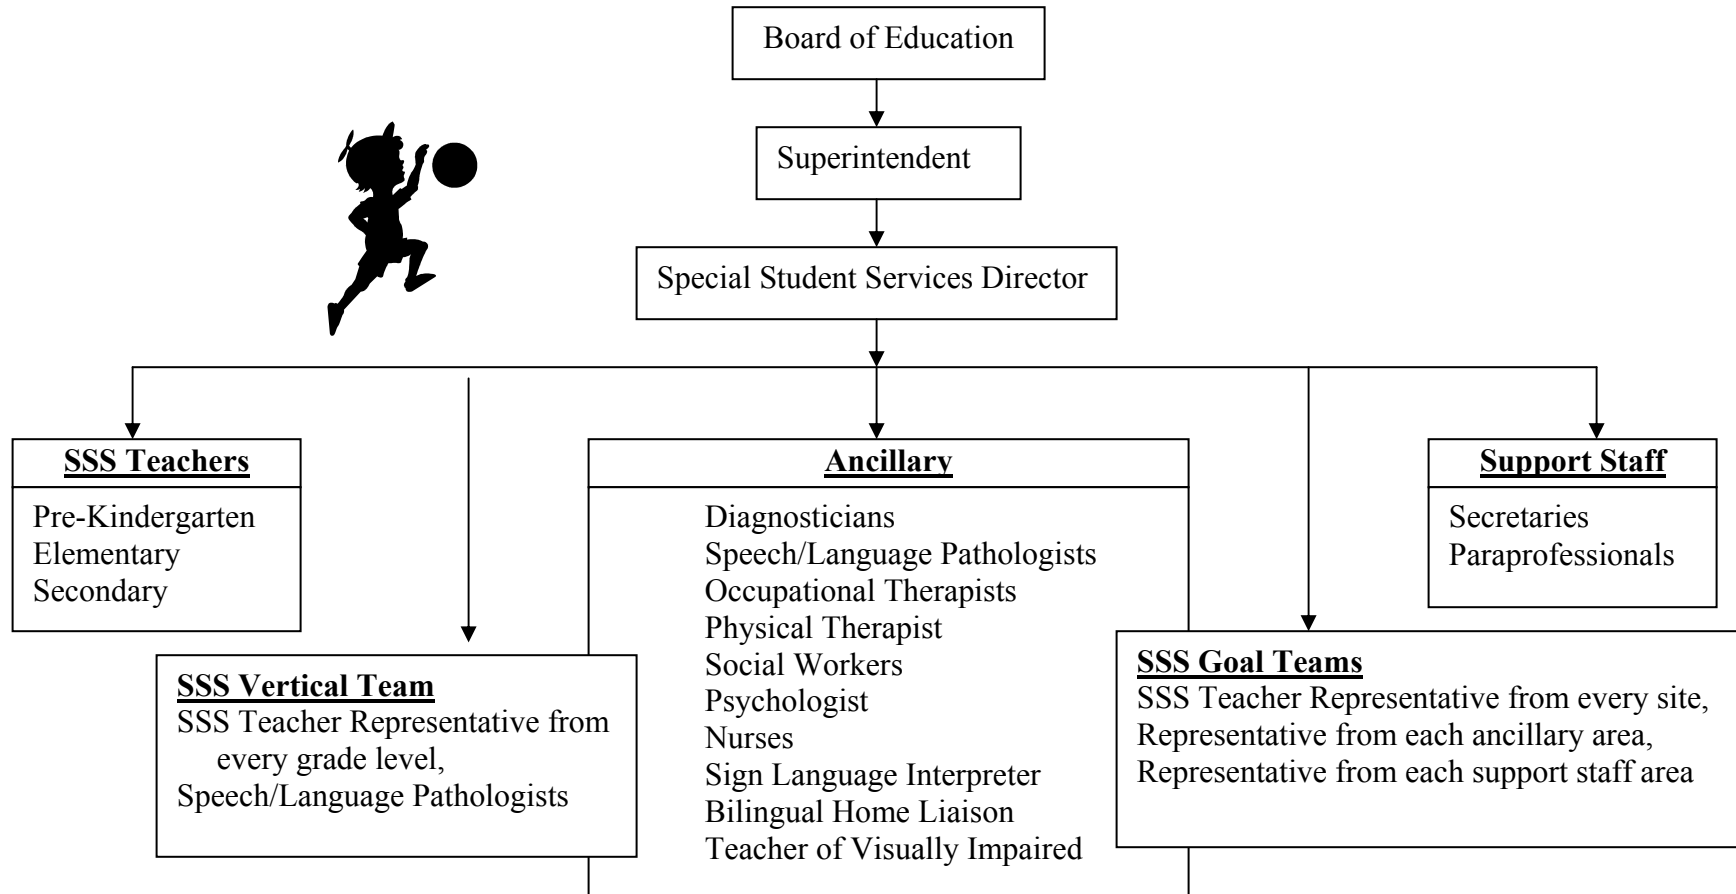 Board of Education
Superintendent
Special Student Services Director
SSS Teachers
Pre-Kindergarten
Elementary
Secondary
SSS Vertical Team
SSS Teacher Representative from
every grade level,
Speech/Language Pathologists
Ancillary
Diagnosticians
Speech/Language Pathologists
Occupational Therapists
Physical Therapist
Social Workers
Psychologist
Nurses
Sign Language Interpreter
Bilingual Home Liaison
Teacher of Visually Impaired
SSS Goal Teams
SSS Teacher Representative from every site,
Representative from each ancillary area,
Representative from each support staff area
Support Staff
Secretaries
Paraprofessionals